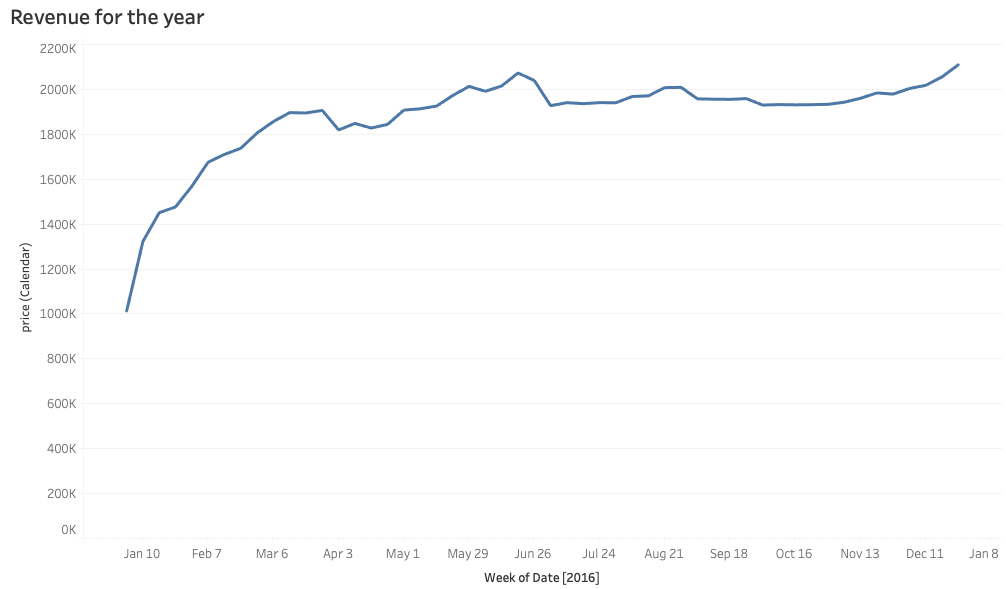 Revenue for the year
2200K
2000K
1800K
1600K
1400K
1200K
1000K
800K
600K
400K
200K
0K
price (Calendar)
Jan 10 Feb 7 Mar 6 Apr 3 May 1 May 29 Jun 26 Jul 24 Aug 21 Sep 18 Oct 16 Nov 13 Dec 11 Jan 8
Week of Date [2016]